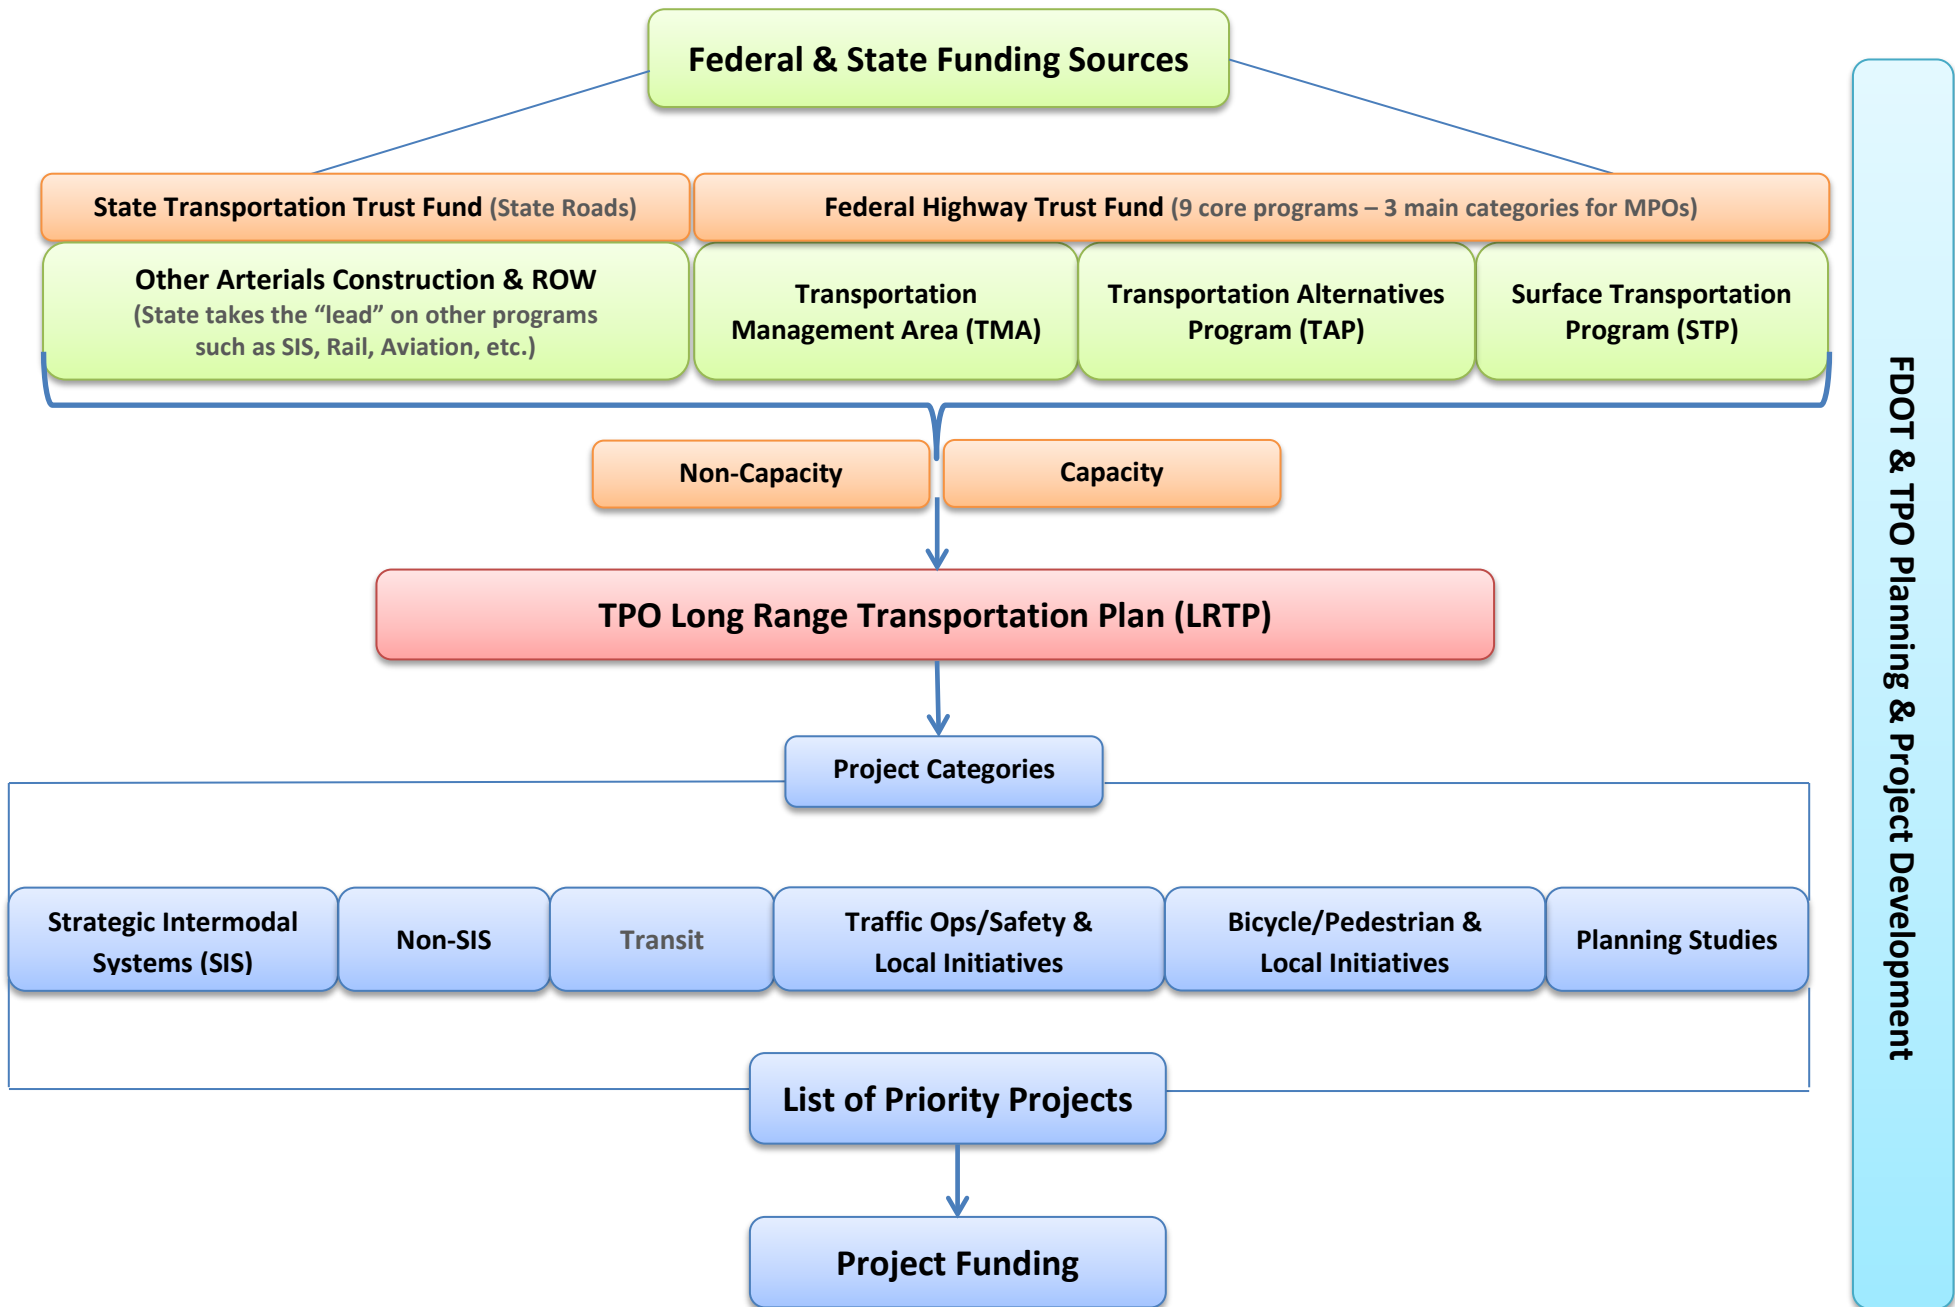 Federal & State Funding Sources
State Transportation Trust Fund (State Roads)
Federal Highway Trust Fund (9 core programs – 3 main categories for MPOs)
Other Arterials Construction & ROW
(State takes the “lead” on other programs
such as SIS, Rail, Aviation, etc.)
Transportation
Management Area (TMA)
Transportation Alternatives
Program (TAP)
Surface Transportation
Program (STP)
Non-Capacity
Capacity
TPO Long Range Transportation Plan (LRTP)
Project Categories
Strategic Intermodal
Systems (SIS)
Non-SIS
Transit
Traffic Ops/Safety &
Local Initiatives
Bicycle/Pedestrian &
Local Initiatives
Planning Studies
List of Priority Projects
Project Funding
FDOT & TPO Planning & Project Development